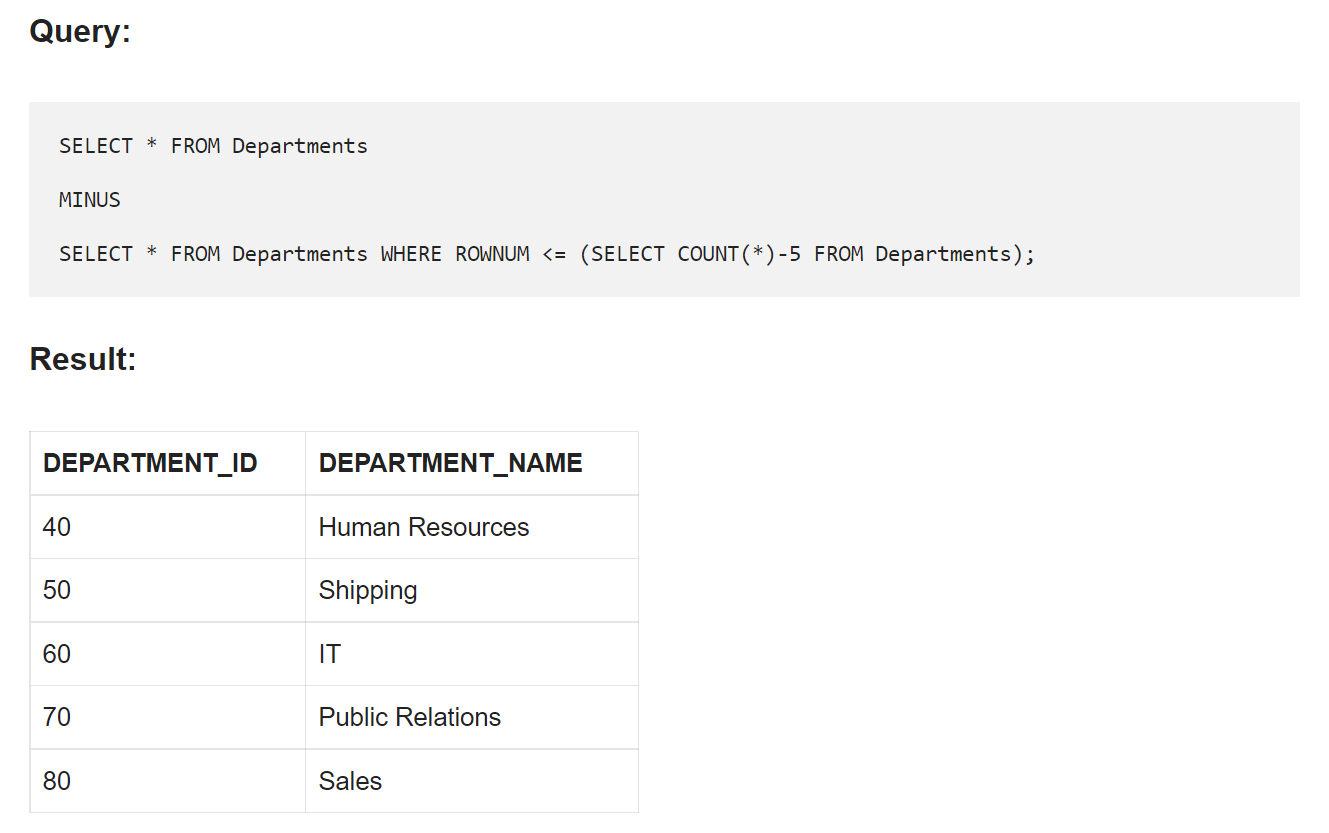 Query:
SELECT * FROM Departments
MINUS
SELECT * FROM Departments WHERE ROWNUM <= (SELECT COUNT(*)-5 FROM Departments);
Result:
DEPARTMENT_ID DEPARTMENT_NAME
40 Human Resources
50 Shipping
60 IT
70 Public Relations
80 Sales